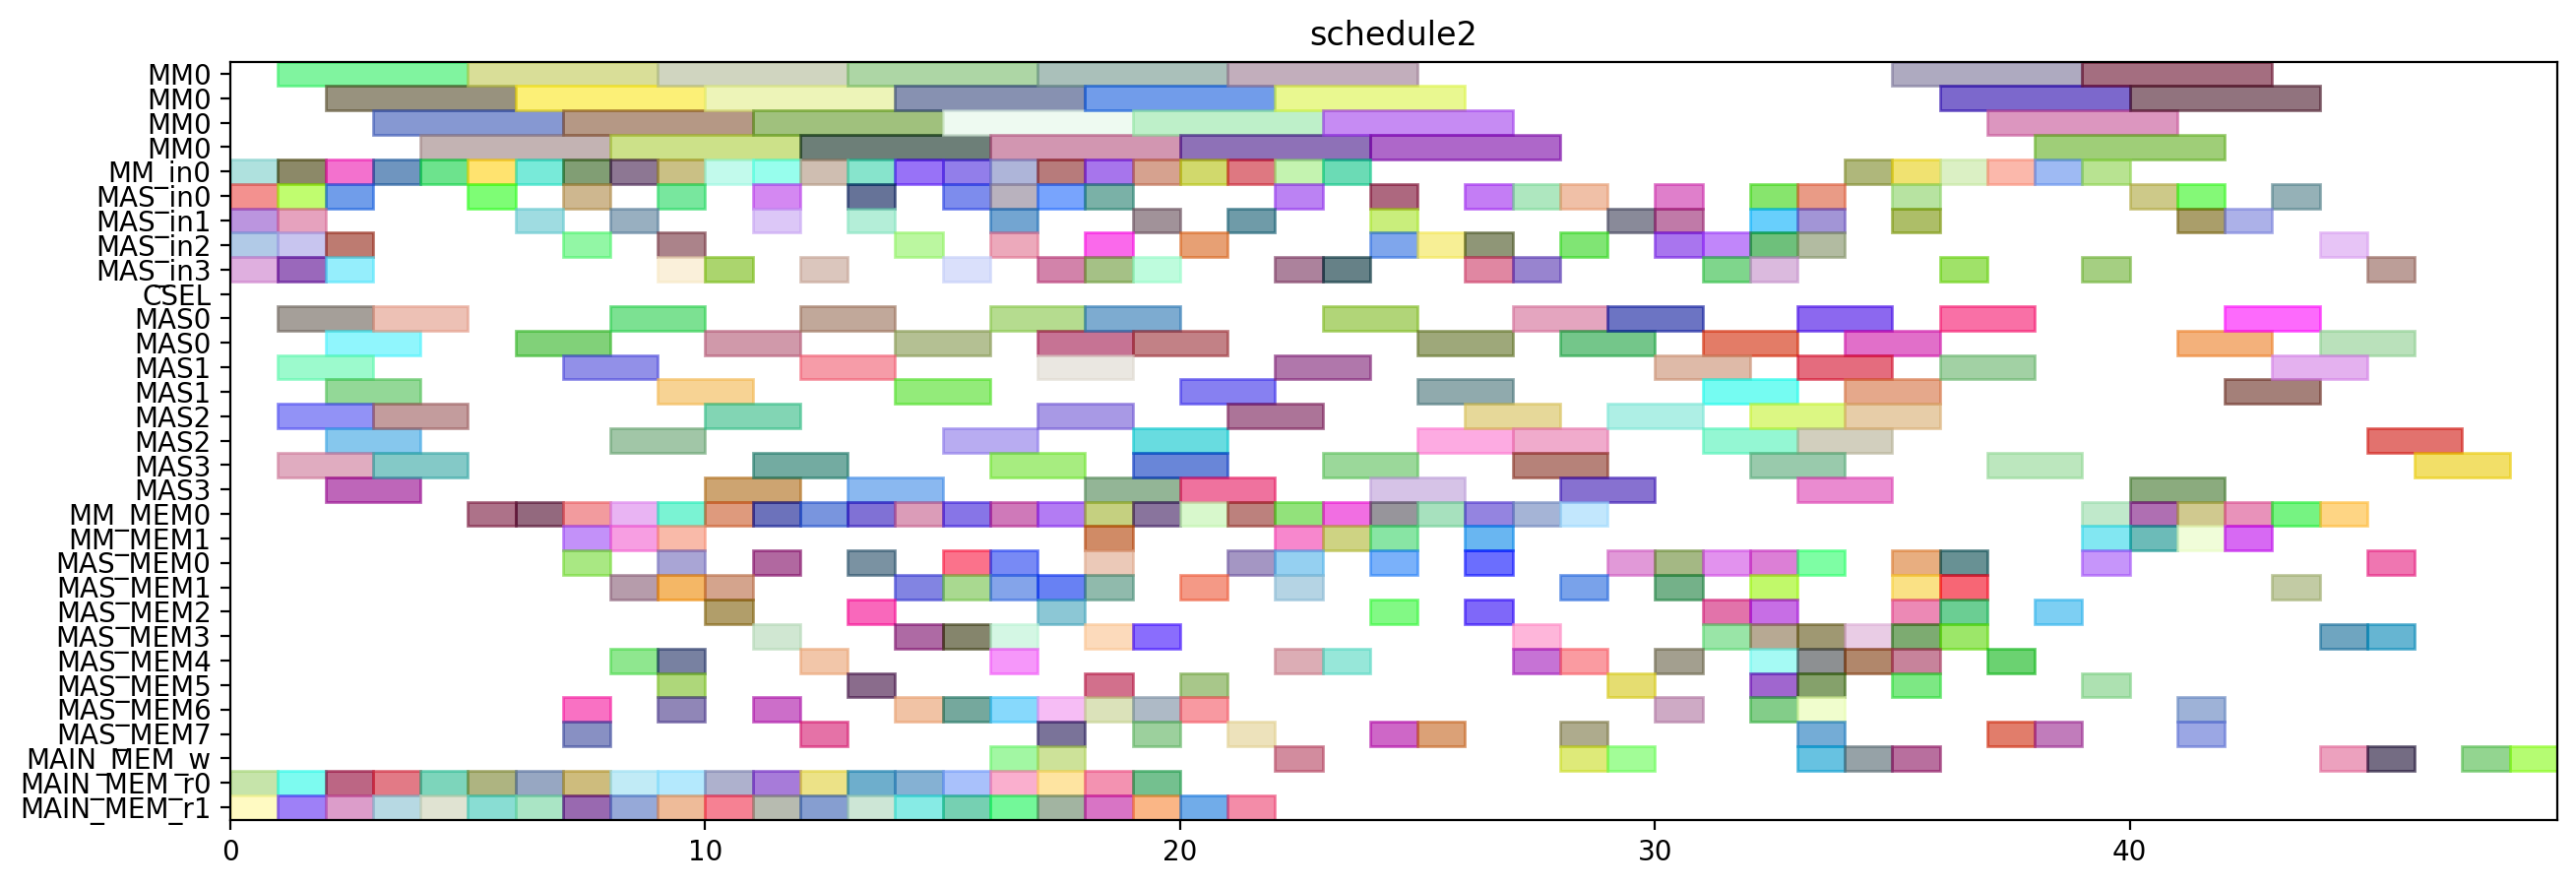 schedule2
MM0
MM0
MM0
MM0
MM_in0
MAS_in0
MAS_in1
MAS_in2
MAS_in3
CSEL
MAS0
MAS0
MAS1
MAS1
MAS2
MAS2
MAS3
MAS3
MM_MEM0
MM_MEM1
MAS_MEM0
MAS_MEM1
MAS_MEM2
MAS_MEM3
MAS_MEM4
MAS_MEM5
MAS_MEM6
MAS_MEM7
MAIN_MEM_w
MAIN_MEM_r0
MAIN_MEM_r1
0 10 20 30 40